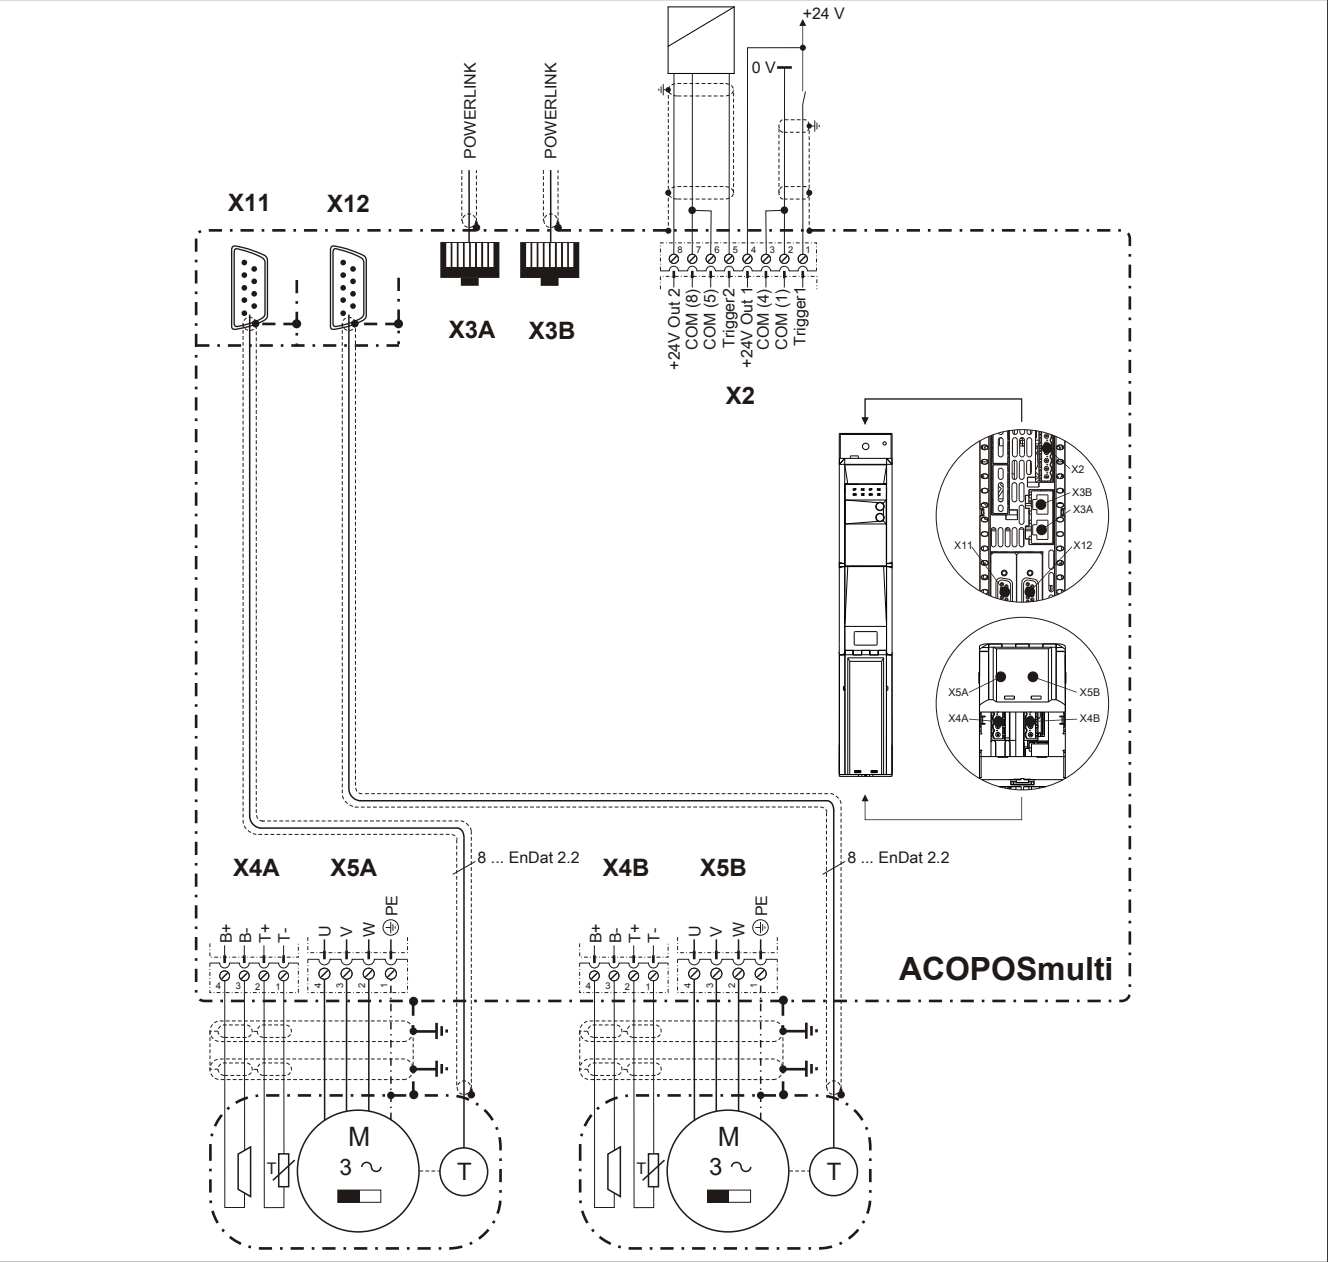 +24 V
0 V
POWERLINK
POWERLINK
X11
X12
8 7 6 5 4 3 2 1
+24V Out 2
COM (8)
COM (5)
Trigger2
+24V Out 1
COM (4)
COM (1)
Trigger1
X3A
X3B
X2
X2
X3B
X3A
X11
X12
X5A
X5B
X4A
X4B
8 ... EnDat 2.2
8 ... EnDat 2.2
X4A
X5A
X4B
X5B
B+
B-
T+
T-
U
V
W
PE
B+
B-
T+
T-
U
V
W
PE
ACOPOSmulti
4 3 2 1
4 3 2 1
4 3 2 1
4 3 2 1
M
3
T
T
M
3
T
T